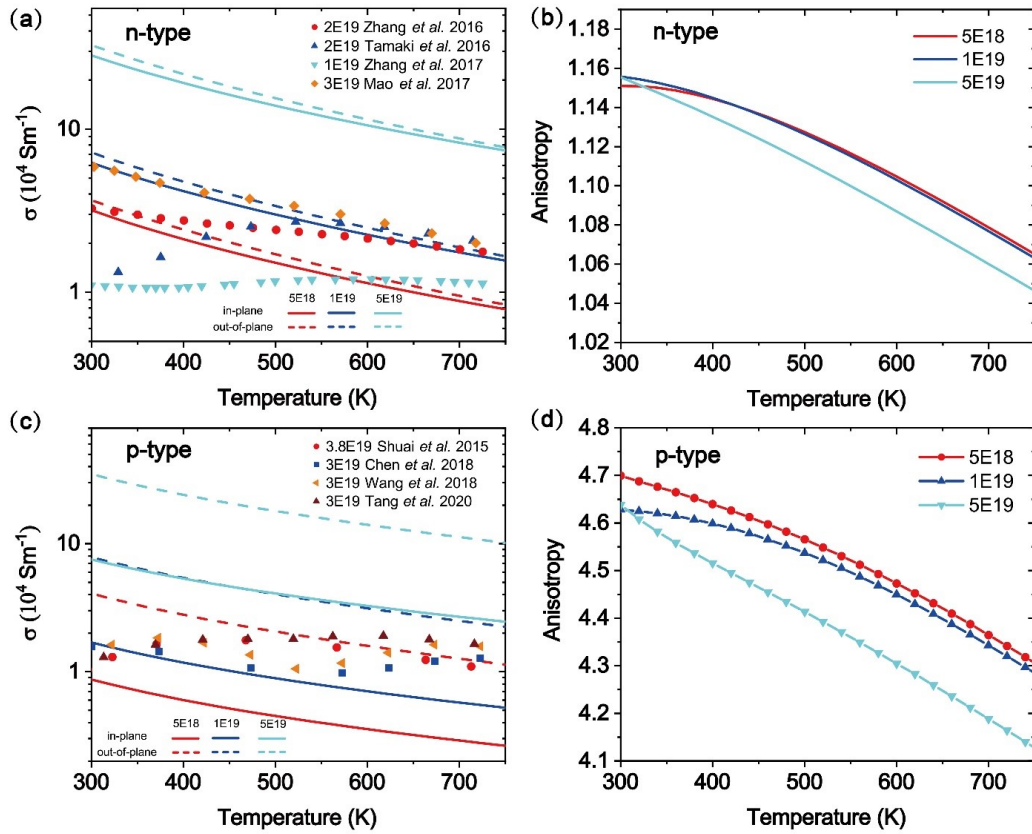 (a)
n-type
2E19 Zhang et al. 2016
2E19 Tamaki et al. 2016
1E19 Zhang et al. 2017
3E19 Mao et al. 2017
10
1
σ (10⁴ Sm⁻¹)
5E18 1E19 5E19
in-plane
out-of-plane
300 400 500 600 700
Temperature (K)
(b)
n-type
5E18
1E19
5E19
1.16
1.14
1.12
1.10
1.08
1.06
1.04
1.02
Anisotropy
300 400 500 600 700
Temperature (K)
(c)
p-type
3.8E19 Shuai et al. 2015
3E19 Chen et al. 2018
3E19 Wang et al. 2018
3E19 Tang et al. 2020
10
1
σ (10⁴ Sm⁻¹)
5E18 1E19 5E19
in-plane
out-of-plane
300 400 500 600 700
Temperature (K)
(d)
p-type
5E18
1E19
5E19
4.8
4.7
4.6
4.5
4.4
4.3
4.2
4.1
Anisotropy
300 400 500 600 700
Temperature (K)